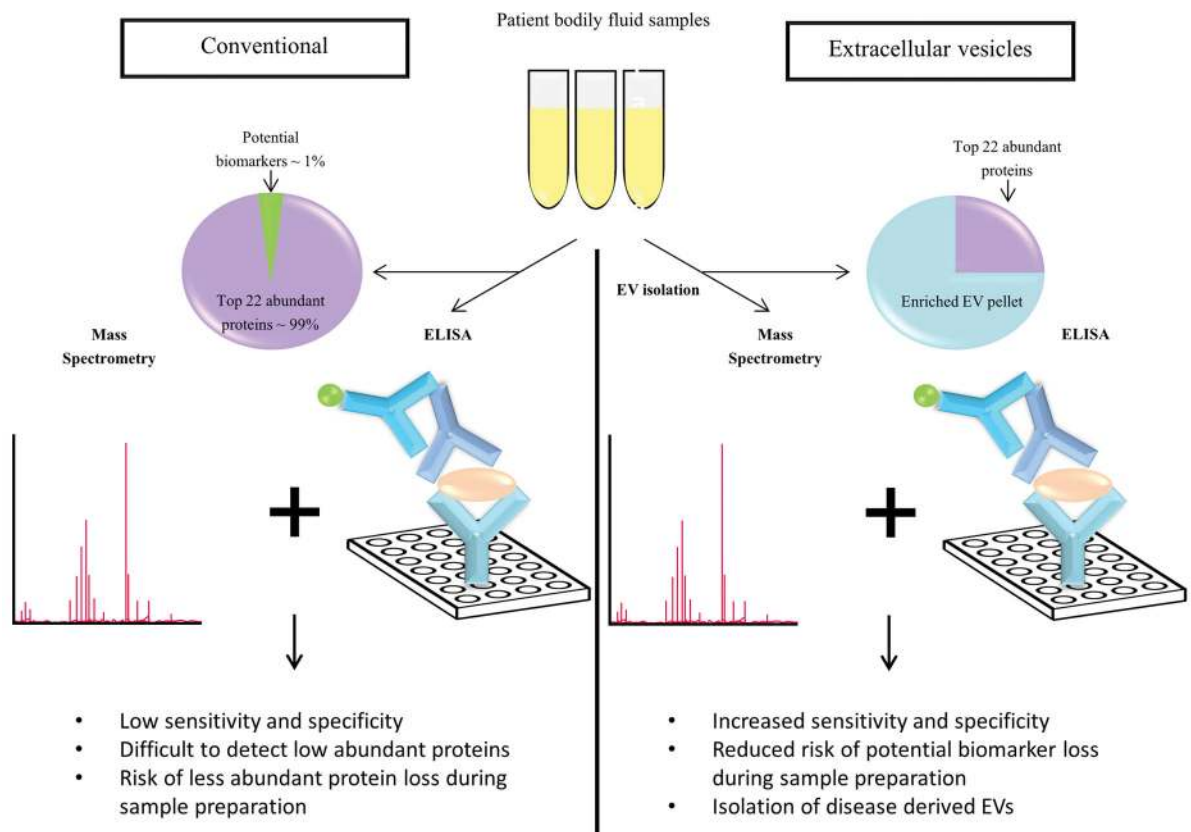 Patient bodily fluid samples
Conventional
Potential
biomarkers ~ 1%
Top 22 abundant
proteins ~ 99%
Mass
Spectrometry
ELISA
• Low sensitivity and specificity
• Difficult to detect low abundant proteins
• Risk of less abundant protein loss during
sample preparation
Extracellular vesicles
Top 22 abundant
proteins
EV isolation
Enriched EV pellet
Mass
Spectrometry
ELISA
• Increased sensitivity and specificity
• Reduced risk of potential biomarker loss
during sample preparation
• Isolation of disease derived EVs